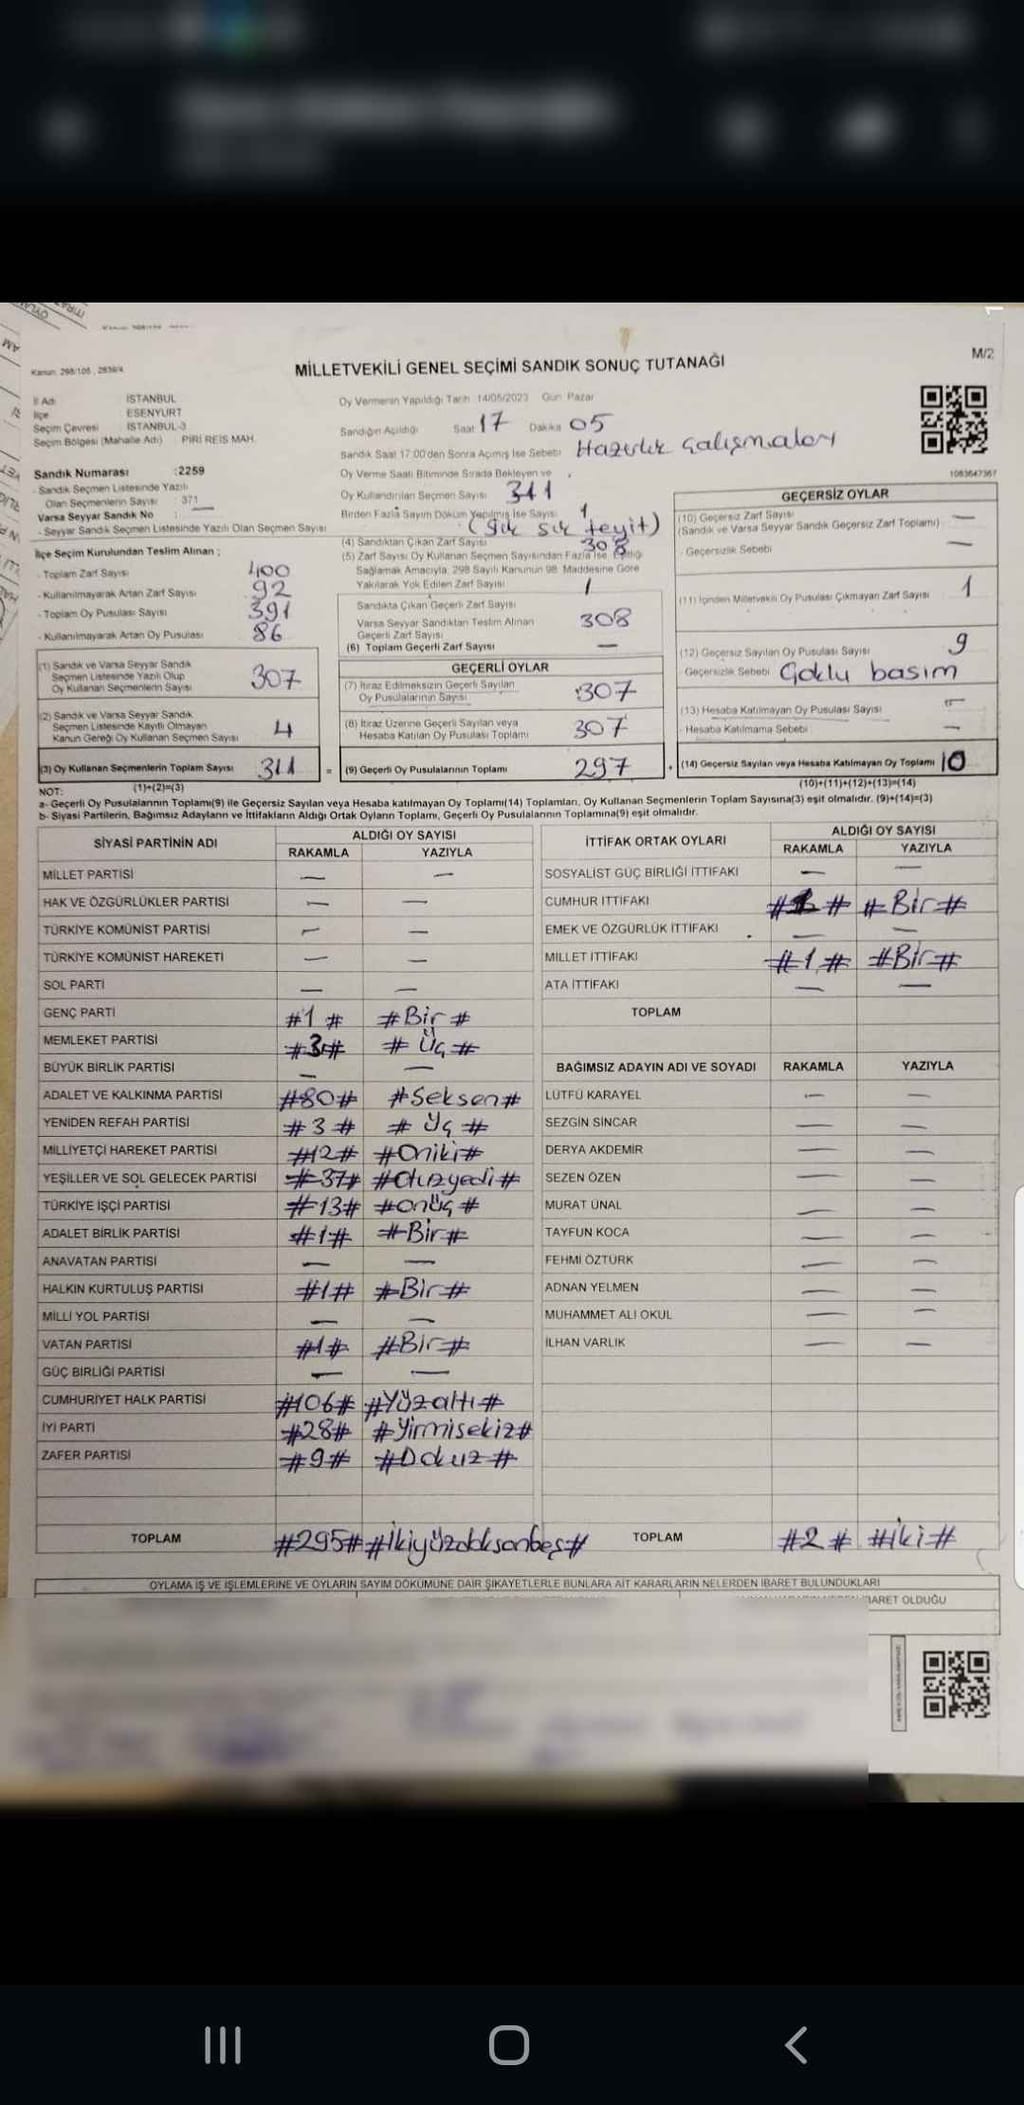 M/2
Kanun: 298/105 , 2839/4
MİLLETVEKİLİ GENEL SEÇİMİ SANDIK SONUÇ TUTANAĞI
İl Adı İSTANBUL
İlçe ESENYURT
Seçim Çevresi İSTANBUL-3
Seçim Bölgesi (Mahalle Adı) PİRİ REİS MAH.
Oy Vermenin Yapıldığı Tarih 14/05/2023 Gün Pazar
Sandığın Açıldığı Saat 17 Dakika 05
Sandık Saat 17:00'den Sonra Açılmış İse Sebebi Hazırlık Çalışmaları
Sandık Numarası :2259
- Sandık Seçmen Listesinde Yazılı
Olan Seçmenlerin Sayısı 371
Varsa Seyyar Sandık No : —
- Seyyar Sandık Seçmen Listesinde Yazılı Olan Seçmen Sayısı
Oy Verme Saati Bitiminde Sırada Bekleyen ve
Oy Kullandırılan Seçmen Sayısı 311
Birden Fazla Sayım Döküm Yapılmış İse Sayısı 1
(Sık sık teyit)
1083647367
İlçe Seçim Kurulundan Teslim Alınan ;
- Toplam Zarf Sayısı 400
- Kullanılmayarak Artan Zarf Sayısı 92
- Toplam Oy Pusulası Sayısı 391
- Kullanılmayarak Artan Oy Pusulası 86
(4) Sandıktan Çıkan Zarf Sayısı 308
(5) Zarf Sayısı Oy Kullanan Seçmen Sayısından Fazla İse, Eşitliği
Sağlamak Amacıyla, 298 Sayılı Kanunun 98. Maddesine Göre
Yakılarak Yok Edilen Zarf Sayısı 1
Sandıkta Çıkan Geçerli Zarf Sayısı
Varsa Seyyar Sandıktan Teslim Alınan 308
Geçerli Zarf Sayısı
(6) Toplam Geçerli Zarf Sayısı —
GEÇERSİZ OYLAR
(10) Geçersiz Zarf Sayısı —
(Sandık ve Varsa Seyyar Sandık Geçersiz Zarf Toplamı)
- Geçersizlik Sebebi —
(11) İçinden Milletvekili Oy Pusulası Çıkmayan Zarf Sayısı 1
(12) Geçersiz Sayılan Oy Pusulası Sayısı 9
Geçersizlik Sebebi Çoklu basım
(13) Hesaba Katılmayan Oy Pusulası Sayısı —
- Hesaba Katılmama Sebebi —
(14) Geçersiz Sayılan veya Hesaba Katılmayan Oy Toplamı 10
(10)+(11)+(12)+(13)=(14)
(1) Sandık ve Varsa Seyyar Sandık
Seçmen Listesinde Yazılı Olup
Oy Kullanan Seçmenlerin Sayısı 307
(2) Sandık ve Varsa Seyyar Sandık
Seçmen Listesinde Kayıtlı Olmayan
Kanun Gereği Oy Kullanan Seçmen Sayısı 4
(3) Oy Kullanan Seçmenlerin Toplam Sayısı 311 =
(1)+(2)=(3)
GEÇERLİ OYLAR
(7) İtiraz Edilmeksizin Geçerli Sayılan
Oy Pusulalarının Sayısı 307
(8) İtiraz Üzerine Geçerli Sayılan veya
Hesaba Katılan Oy Pusulası Toplamı 307
(9) Geçerli Oy Pusulalarının Toplamı 297 +
NOT:
a- Geçerli Oy Pusulalarının Toplamı(9) ile Geçersiz Sayılan veya Hesaba katılmayan Oy Toplamı(14) Toplamları, Oy Kullanan Seçmenlerin Toplam Sayısına(3) eşit olmalıdır. (9)+(14)=(3)
b- Siyasi Partilerin, Bağımsız Adayların ve İttifakların Aldığı Ortak Oyların Toplamı, Geçerli Oy Pusulalarının Toplamına(9) eşit olmalıdır.
SİYASİ PARTİNİN ADI ALDIĞI OY SAYISI
RAKAMLA YAZIYLA
MİLLET PARTİSİ — —
HAK VE ÖZGÜRLÜKLER PARTİSİ — —
TÜRKİYE KOMÜNİST PARTİSİ — —
TÜRKİYE KOMÜNİST HAREKETİ — —
SOL PARTİ — —
GENÇ PARTİ #1# #Bir#
MEMLEKET PARTİSİ #3# #Üç#
BÜYÜK BİRLİK PARTİSİ — —
ADALET VE KALKINMA PARTİSİ #80# #Seksen#
YENİDEN REFAH PARTİSİ #3# #Üç#
MİLLİYETÇİ HAREKET PARTİSİ #12# #Oniki#
YEŞİLLER VE SOL GELECEK PARTİSİ #37# #Otuzyedi#
TÜRKİYE İŞÇİ PARTİSİ #13# #onüç#
ADALET BİRLİK PARTİSİ #1# #Bir#
ANAVATAN PARTİSİ — —
HALKIN KURTULUŞ PARTİSİ #1# #Bir#
MİLLİ YOL PARTİSİ — —
VATAN PARTİSİ #1# #Bir#
GÜÇ BİRLİĞİ PARTİSİ — —
CUMHURİYET HALK PARTİSİ #106# #Yüzaltı#
İYİ PARTİ #28# #Yirmisekiz#
ZAFER PARTİSİ #9# #Dokuz#
TOPLAM #295# #İkiyüzdoksanbeş#
İTTİFAK ORTAK OYLARI ALDIĞI OY SAYISI
RAKAMLA YAZIYLA
SOSYALİST GÜÇ BİRLİĞİ İTTİFAKI — —
CUMHUR İTTİFAKI #1# #Bir#
EMEK VE ÖZGÜRLÜK İTTİFAKI — —
MİLLET İTTİFAKI #1# #Bir#
ATA İTTİFAKI — —
TOPLAM
BAĞIMSIZ ADAYIN ADI VE SOYADI RAKAMLA YAZIYLA
LÜTFÜ KARAYEL — —
SEZGİN SİNCAR — —
DERYA AKDEMİR — —
SEZEN ÖZEN — —
MURAT ÜNAL — —
TAYFUN KOCA — —
FEHMİ ÖZTÜRK — —
ADNAN YELMEN — —
MUHAMMET ALİ OKUL — —
İLHAN VARLIK — —
TOPLAM #2# #İki#
OYLAMA İŞ VE İŞLEMLERİNE VE OYLARIN SAYIM DÖKÜMÜNE DAİR ŞİKAYETLERLE BUNLARA AİT KARARLARIN NELERDEN İBARET BULUNDUKLARI
İBARET OLDUĞU